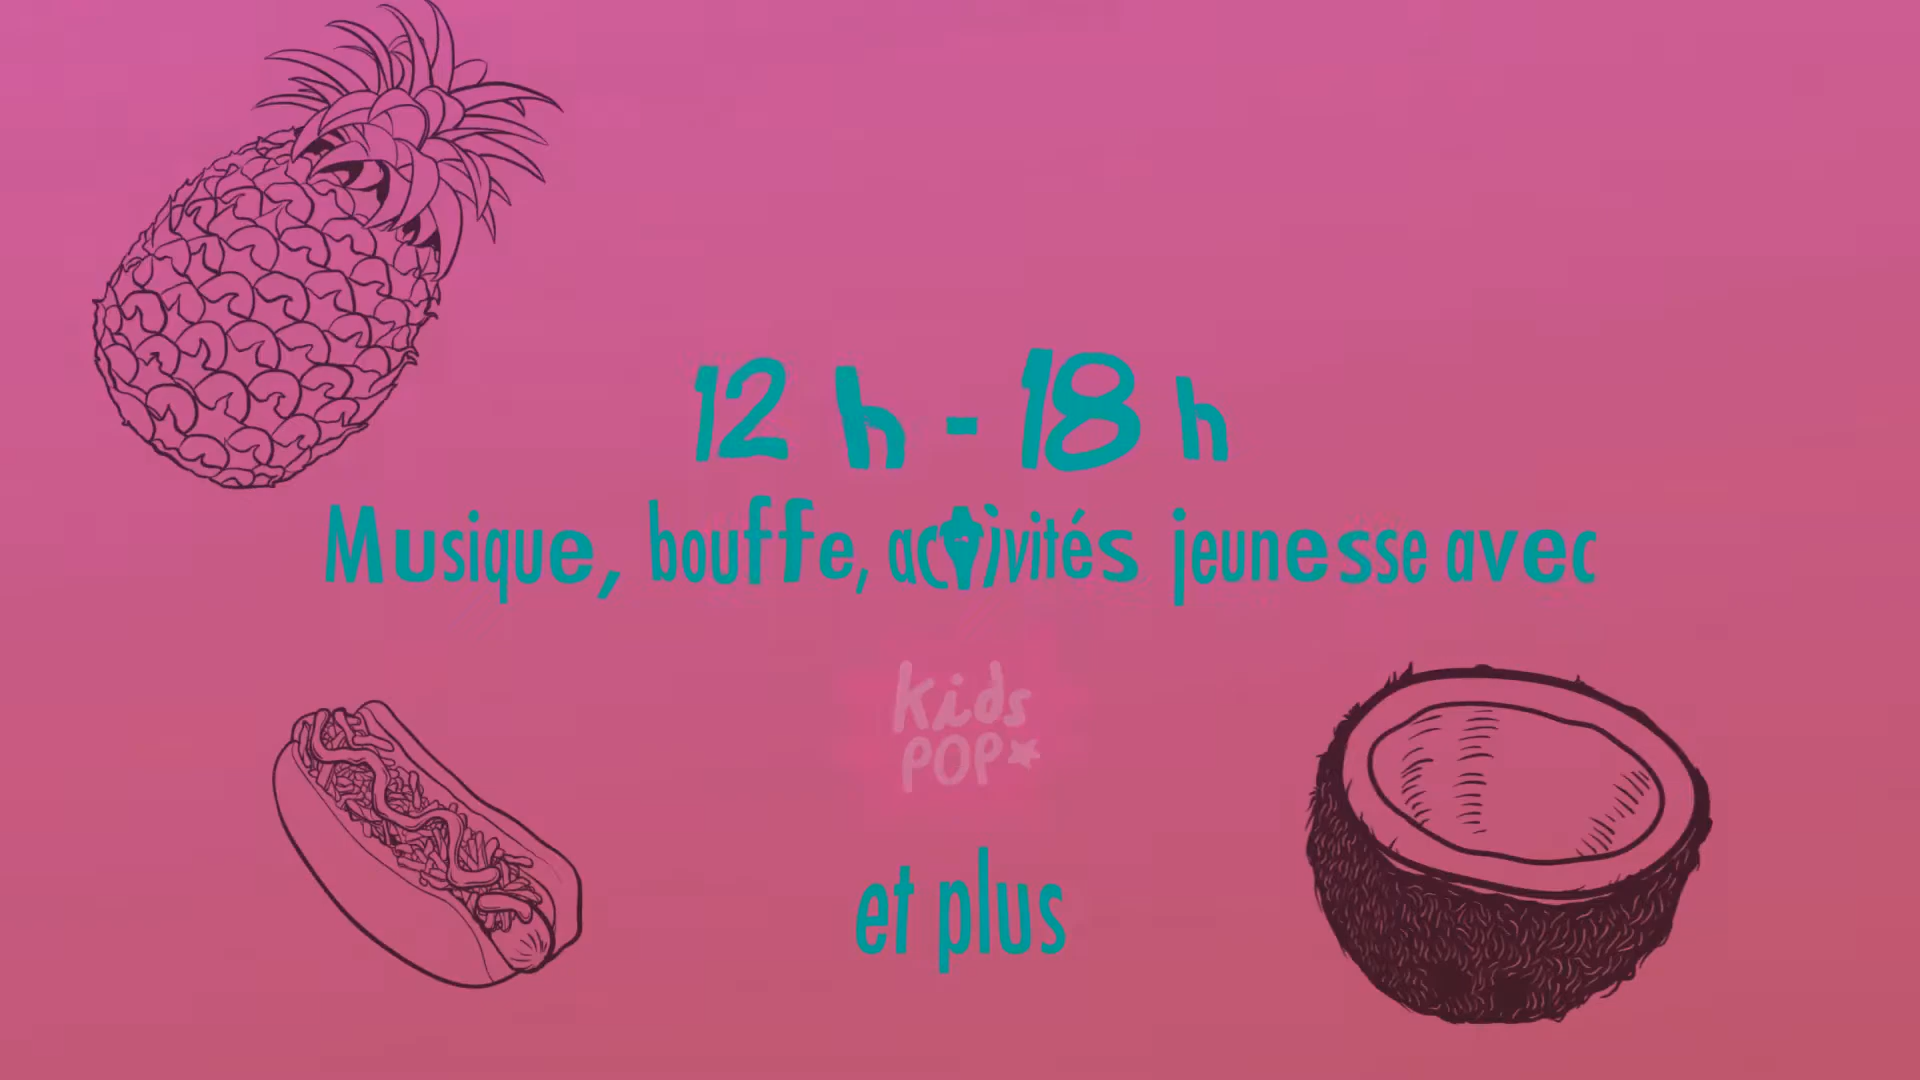 12 h - 18 h
Musique, bouffe, activités jeunesse avec
kids
POP
et plus